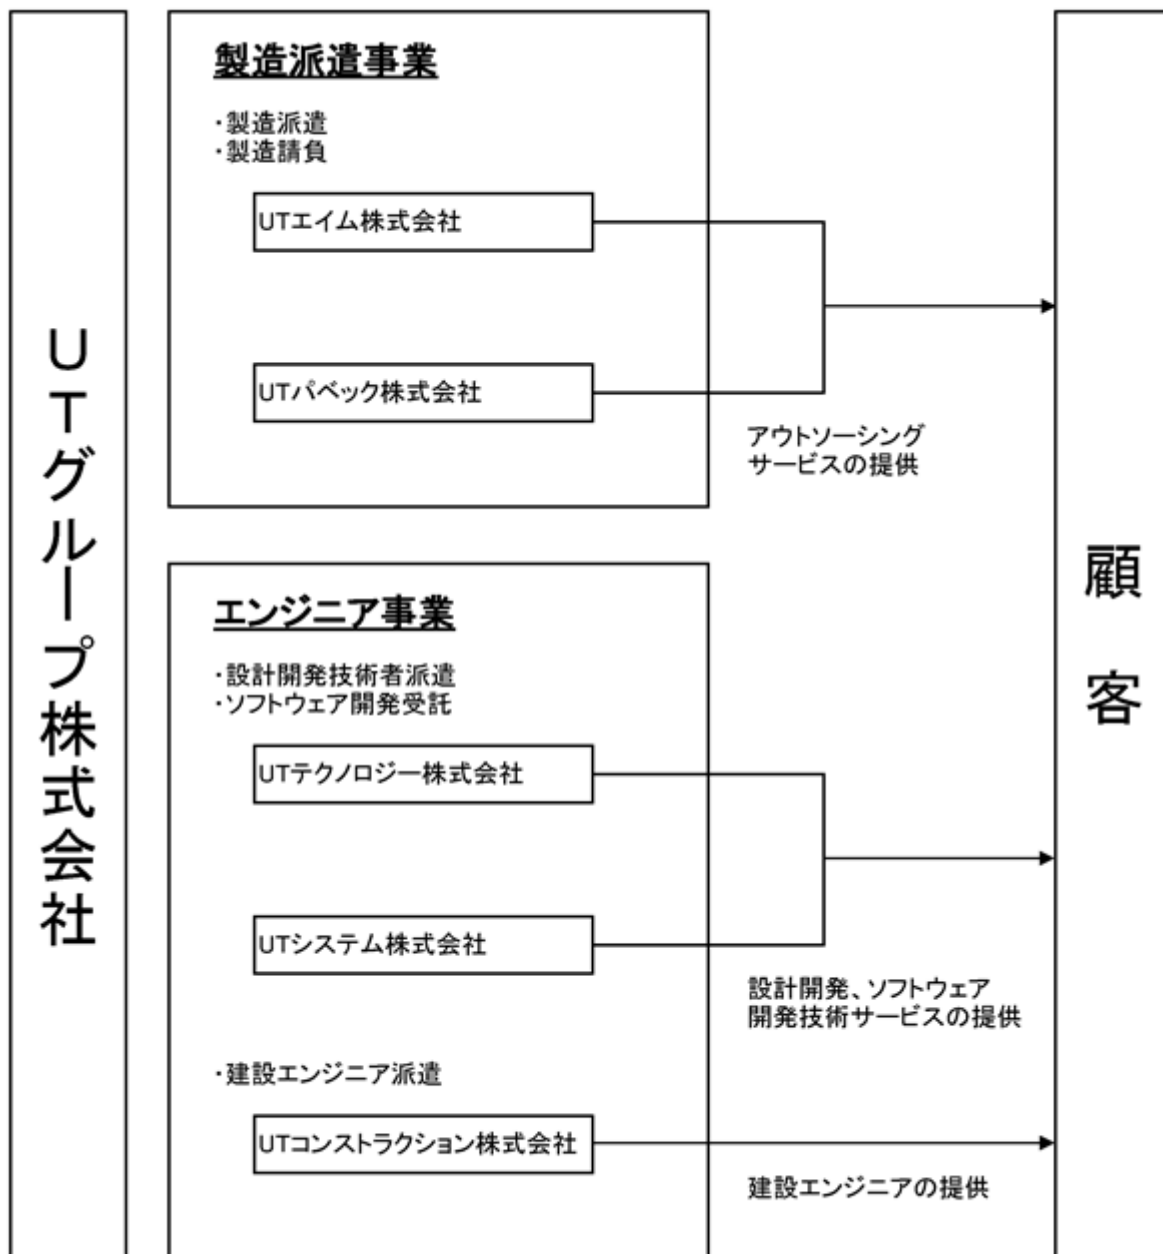 UTグループ株式会社
製造派遣事業
・製造派遣
・製造請負
UTエイム株式会社
UTパベック株式会社
アウトソーシング
サービスの提供
エンジニア事業
・設計開発技術者派遣
・ソフトウェア開発受託
UTテクノロジー株式会社
UTシステム株式会社
設計開発、ソフトウェア
開発技術サービスの提供
・建設エンジニア派遣
UTコンストラクション株式会社
建設エンジニアの提供
顧客